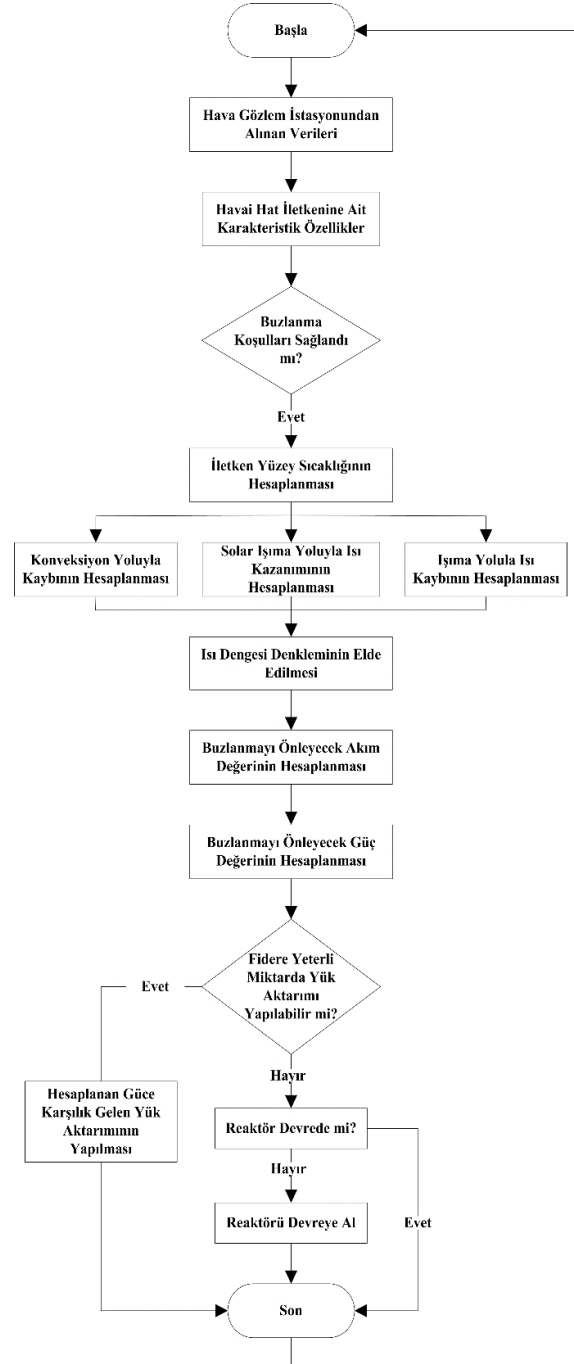 Başla
Hava Gözlem İstasyonundan
Alınan Verileri
Havai Hat İletkenine Ait
Karakteristik Özellikler
Buzlanma
Koşulları Sağlandı
mı?
Evet
İletken Yüzey Sıcaklığının
Hesaplanması
Konveksiyon Yoluyla
Kaybının Hesaplanması
Solar Işıma Yoluyla Isı
Kazanımının
Hesaplanması
Işıma Yolula Isı
Kaybının Hesaplanması
Isı Dengesi Denkleminin Elde
Edilmesi
Buzlanmayı Önleyecek Akım
Değerinin Hesaplanması
Buzlanmayı Önleyecek Güç
Değerinin Hesaplanması
Fidere Yeterli
Miktarda Yük
Aktarımı
Yapılabilir mi?
Evet
Hayır
Hesaplanan Güce
Karşılık Gelen Yük
Aktarımının
Yapılması
Reaktör Devrede mi?
Hayır
Reaktörü Devreye Al
Evet
Son